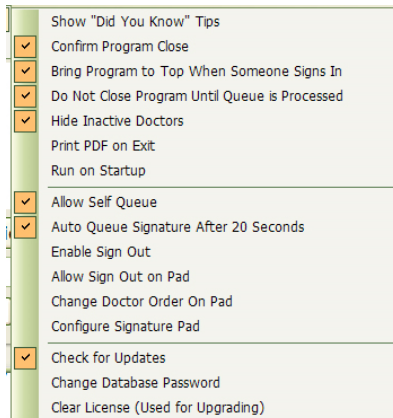 Show "Did You Know" Tips
Confirm Program Close
Bring Program to Top When Someone Signs In
Do Not Close Program Until Queue is Processed
Hide Inactive Doctors
Print PDF on Exit
Run on Startup
Allow Self Queue
Auto Queue Signature After 20 Seconds
Enable Sign Out
Allow Sign Out on Pad
Change Doctor Order On Pad
Configure Signature Pad
Check for Updates
Change Database Password
Clear License (Used for Upgrading)